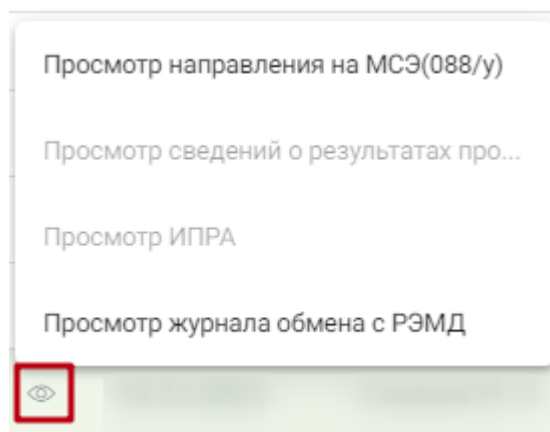 Просмотр направления на МСЭ(088/у)
Просмотр сведений о результатах про...
Просмотр ИПРА
Просмотр журнала обмена с РЭМД